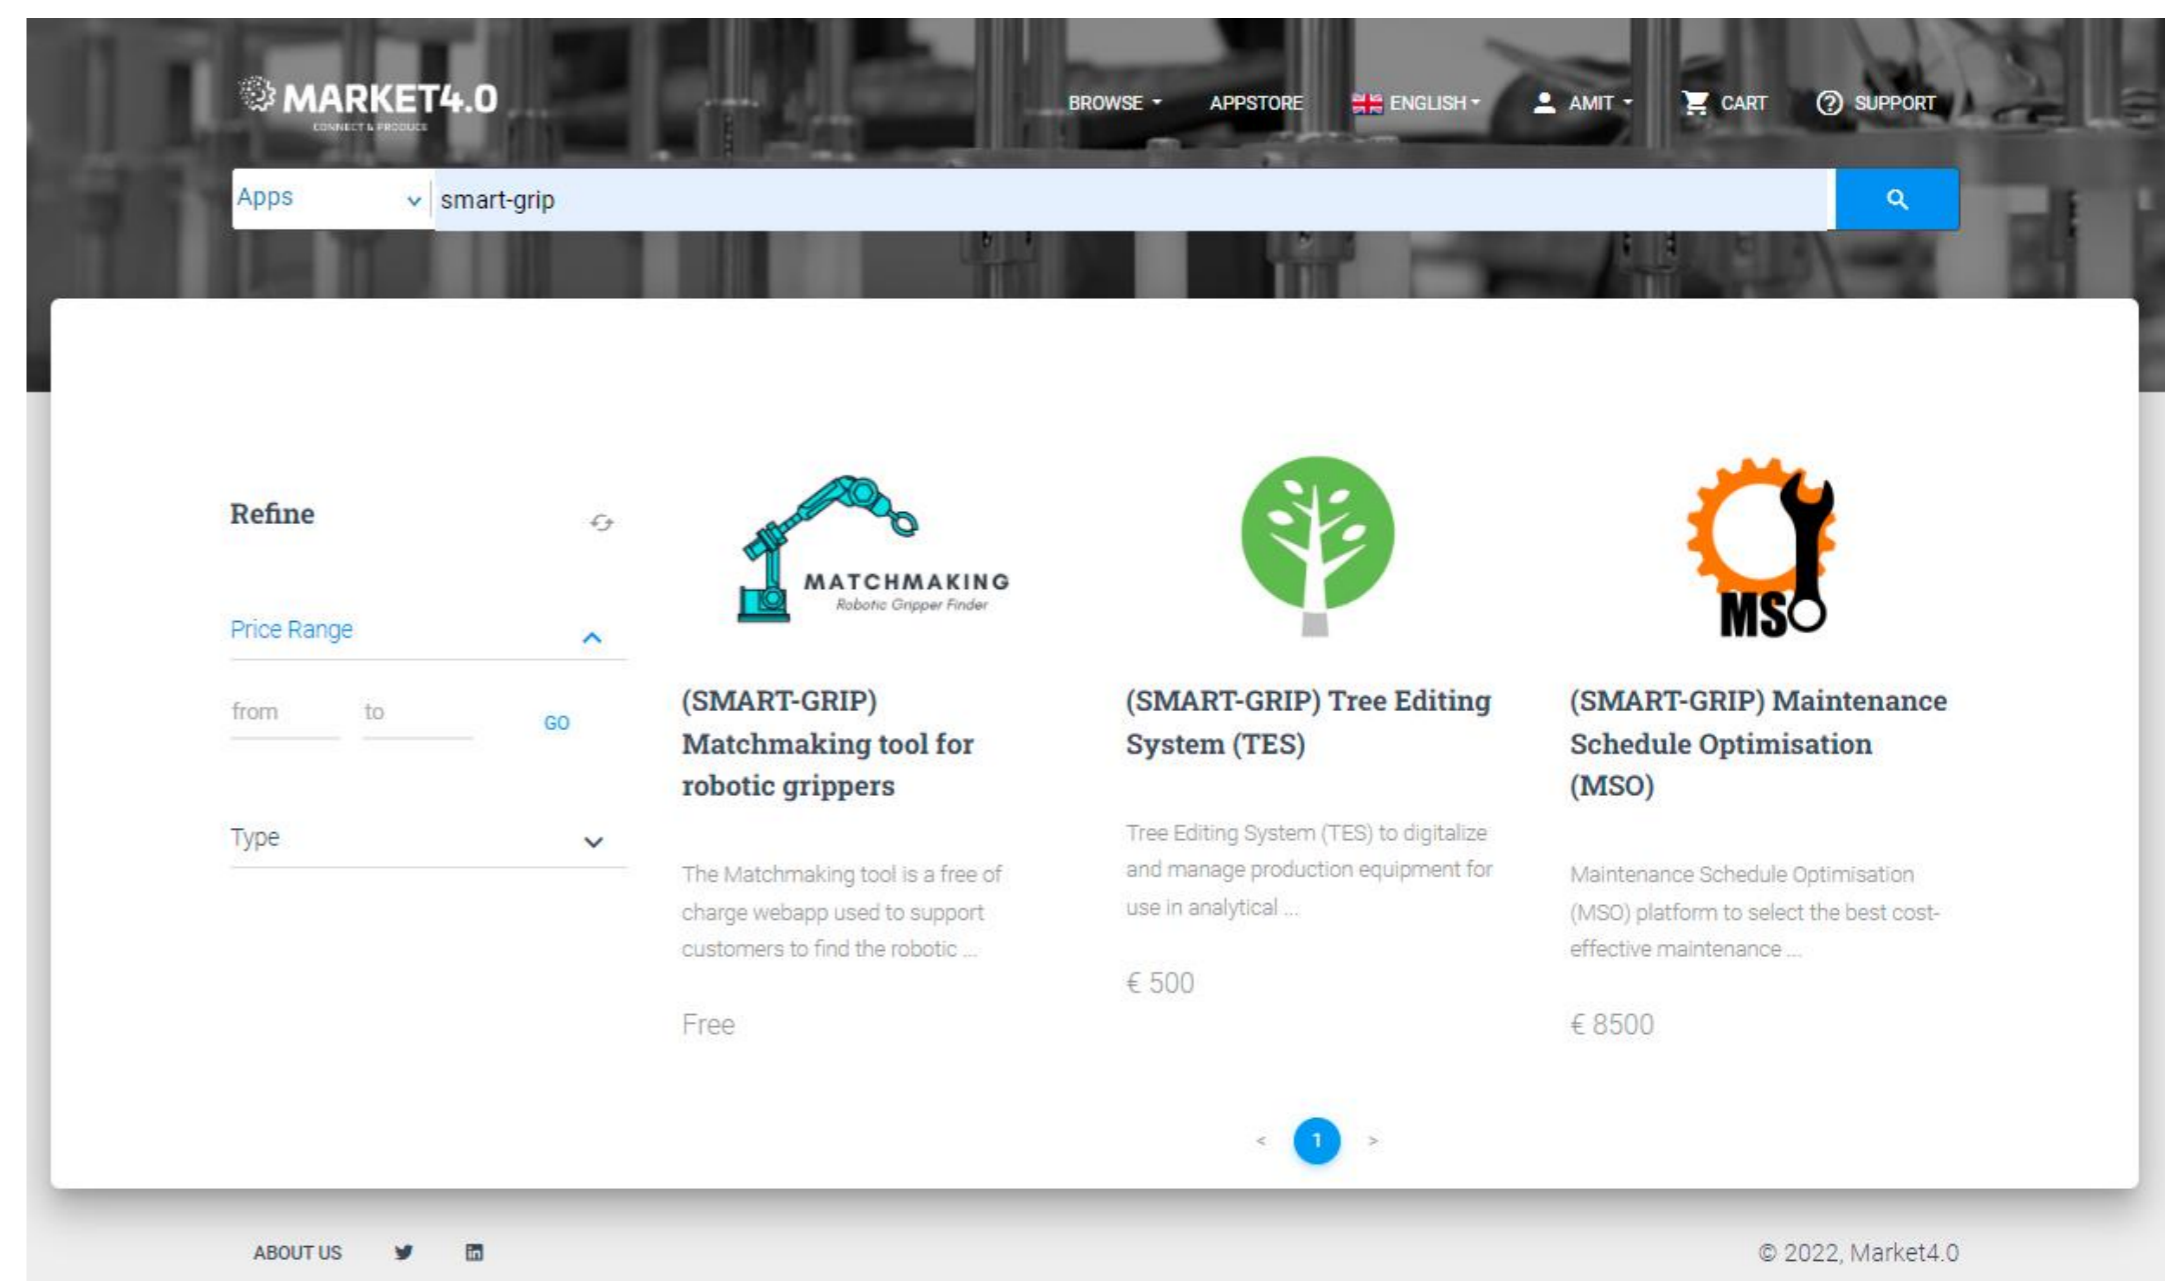 MARKET4.0
CONNECT & PRODUCE
BROWSE
APPSTORE
ENGLISH
AMIT
CART
SUPPORT
Apps
smart-grip
Refine
Price Range
from to GO
Type
MATCHMAKING
Robotic Gripper Finder
(SMART-GRIP)
Matchmaking tool for
robotic grippers
The Matchmaking tool is a free of
charge webapp used to support
customers to find the robotic ...
Free
(SMART-GRIP) Tree Editing
System (TES)
Tree Editing System (TES) to digitalize
and manage production equipment for
use in analytical ...
€ 500
MSO
(SMART-GRIP) Maintenance
Schedule Optimisation
(MSO)
Maintenance Schedule Optimisation
(MSO) platform to select the best cost-
effective maintenance ...
€ 8500
< 1 >
ABOUT US
© 2022, Market4.0